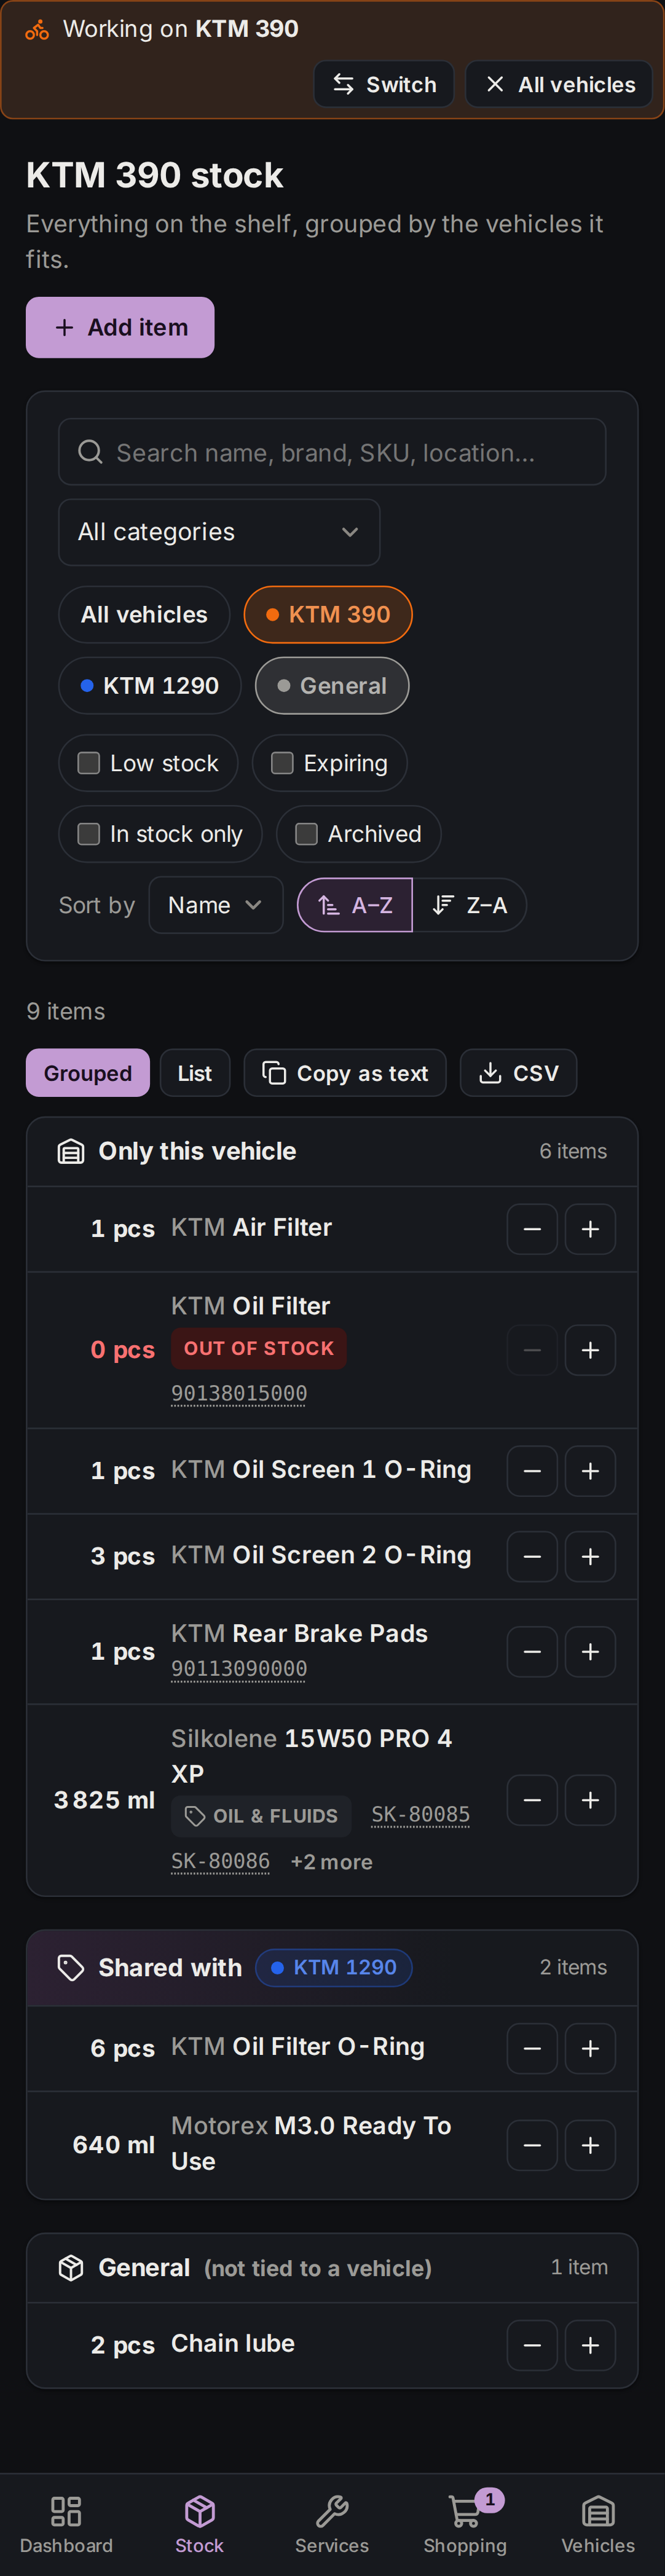 Working on KTM 390
Switch
All vehicles
KTM 390 stock
Everything on the shelf, grouped by the vehicles it
fits.
Add item
Search name, brand, SKU, location...
All categories
All vehicles
KTM 390
KTM 1290
General
Low stock
Expiring
In stock only
Archived
Sort by
Name
A–Z
Z–A
9 items
Grouped
List
Copy as text
CSV
Only this vehicle
6 items
1 pcs
KTM Air Filter
0 pcs
KTM Oil Filter
OUT OF STOCK
90138015000
1 pcs
KTM Oil Screen 1 O-Ring
3 pcs
KTM Oil Screen 2 O-Ring
1 pcs
KTM Rear Brake Pads
90113090000
3 825 ml
Silkolene 15W50 PRO 4
XP
OIL & FLUIDS
SK-80085
SK-80086
+2 more
Shared with
KTM 1290
2 items
6 pcs
KTM Oil Filter O-Ring
640 ml
Motorex M3.0 Ready To
Use
General (not tied to a vehicle)
1 item
2 pcs
Chain lube
1
Dashboard
Stock
Services
Shopping
Vehicles